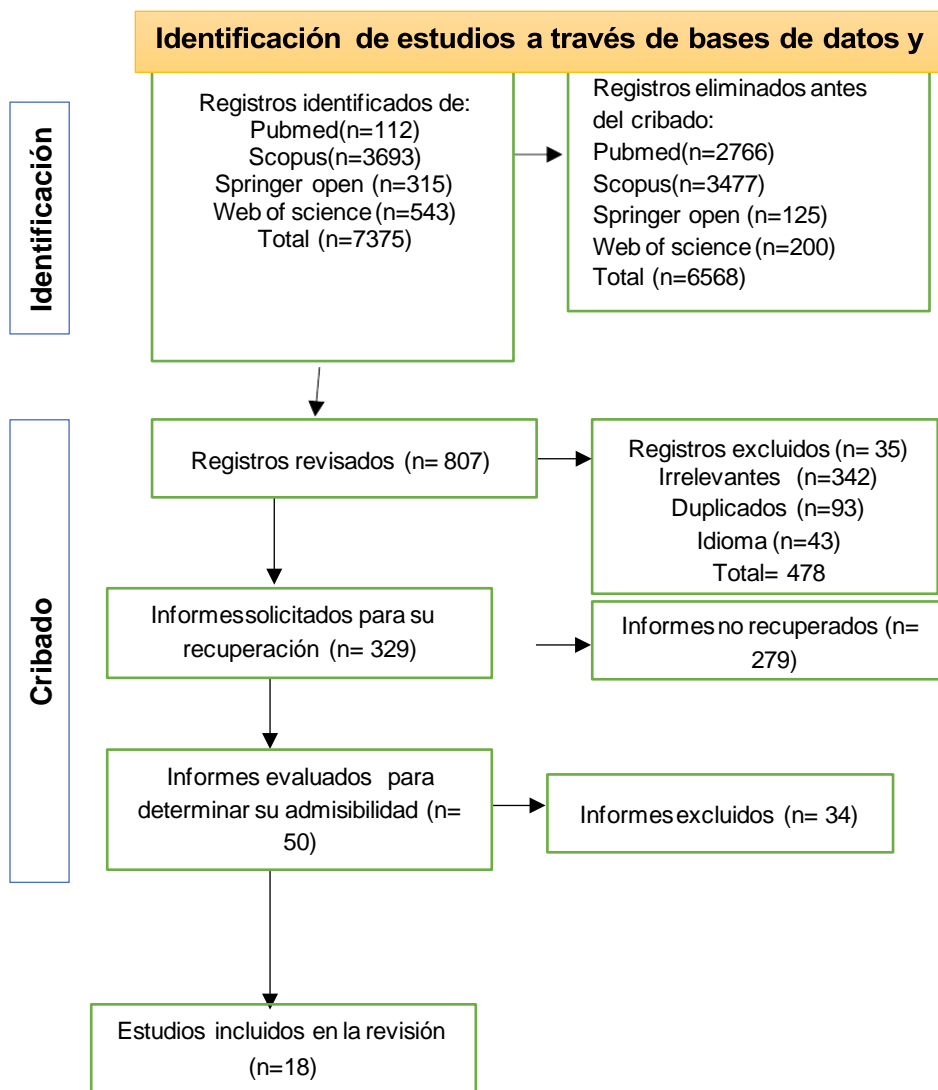 Identificación de estudios a través de bases de datos y
Identificación
Registros identificados de:
Pubmed(n=112)
Scopus(n=3693)
Springer open (n=315)
Web of science (n=543)
Total (n=7375)
Registros eliminados antes
del cribado:
Pubmed(n=2766)
Scopus(n=3477)
Springer open (n=125)
Web of science (n=200)
Total (n=6568)
Cribado
Registros revisados (n= 807)
Registros excluidos (n= 35)
Irrelevantes (n=342)
Duplicados (n=93)
Idioma (n=43)
Total= 478
Informes solicitados para su
recuperación (n= 329)
Informes no recuperados (n=
279)
Informes evaluados para
determinar su admisibilidad (n=
50)
Informes excluidos (n= 34)
Estudios incluidos en la revisión
(n=18)